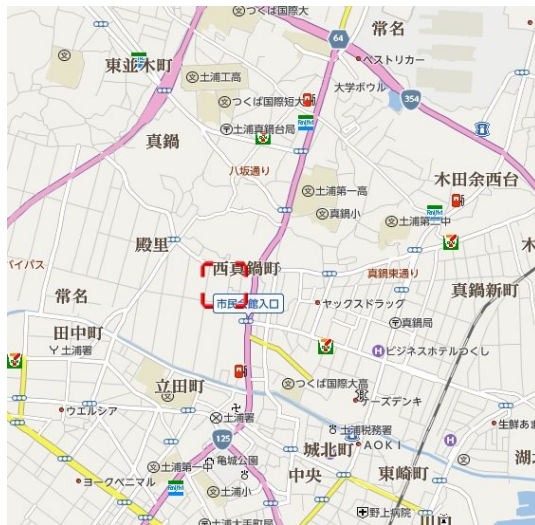 つくば国際大
常名
64
ベストリカー
東並木町
土浦工高
大学ボウル
つくば国際短大
354
土浦真鍋台局
真鍋
八坂通り
土浦第一高
木田余西台
真鍋小
土浦第二中
殿里
西真鍋町
バイパス
真鍋東通り
木
常名
市民会館入口
ヤックスドラッグ
真鍋新町
田中町
真鍋局
土浦署
ビジネスホテルつくし
立田町
つくば国際大高
ケーズデンキ
ウエルシア
土浦署
土浦税務署
生鮮あま
125
城北町
AOKI
土浦第一中
亀城公園
湖北
ヨークベニマル
中央
東崎町
土浦小
野上病院
土浦大手町局
川口